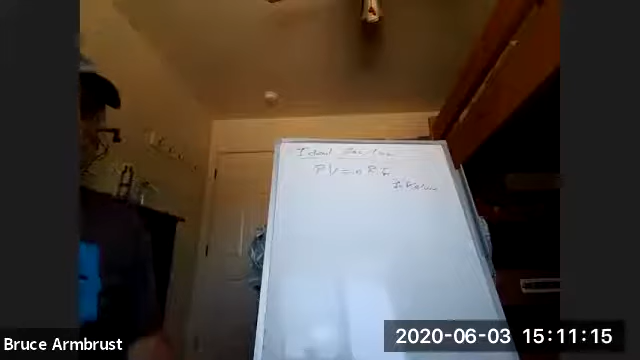 Ideal Gas Law
PV=nRT
in Kelvin
Bruce Armbrust
2020-06-03 15:11:15